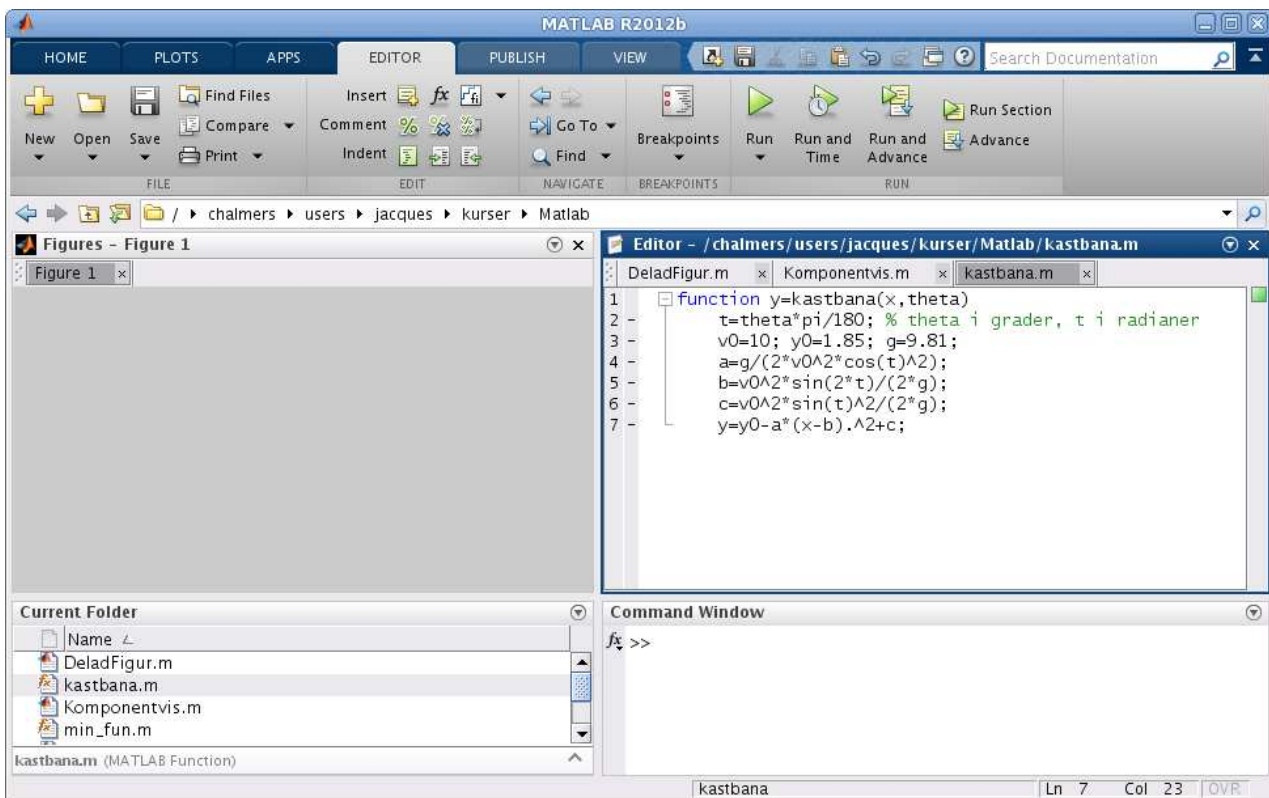 MATLAB R2012b
HOME PLOTS APPS EDITOR PUBLISH VIEW Search Documentation
New Open Save
Find Files
Compare
Print
FILE
Insert fx
Comment
Indent
EDIT
Go To
Find
NAVIGATE
Breakpoints
BREAKPOINTS
Run Run and Time Run and Advance
Run Section
Advance
RUN
/ chalmers users jacques kurser Matlab
Figures - Figure 1
Figure 1
Editor - /chalmers/users/jacques/kurser/Matlab/kastbana.m
DeladFigur.m Komponentvis.m kastbana.m
1 function y=kastbana(x,theta)
2 - t=theta*pi/180; % theta i grader, t i radianer
3 - v0=10; y0=1.85; g=9.81;
4 - a=g/(2*v0^2*cos(t)^2);
5 - b=v0^2*sin(2*t)/(2*g);
6 - c=v0^2*sin(t)^2/(2*g);
7 - y=y0-a*(x-b).^2+c;
Current Folder
Name
DeladFigur.m
kastbana.m
Komponentvis.m
min_fun.m
kastbana.m (MATLAB Function)
Command Window
fx >>
kastbana Ln 7 Col 23 OVR